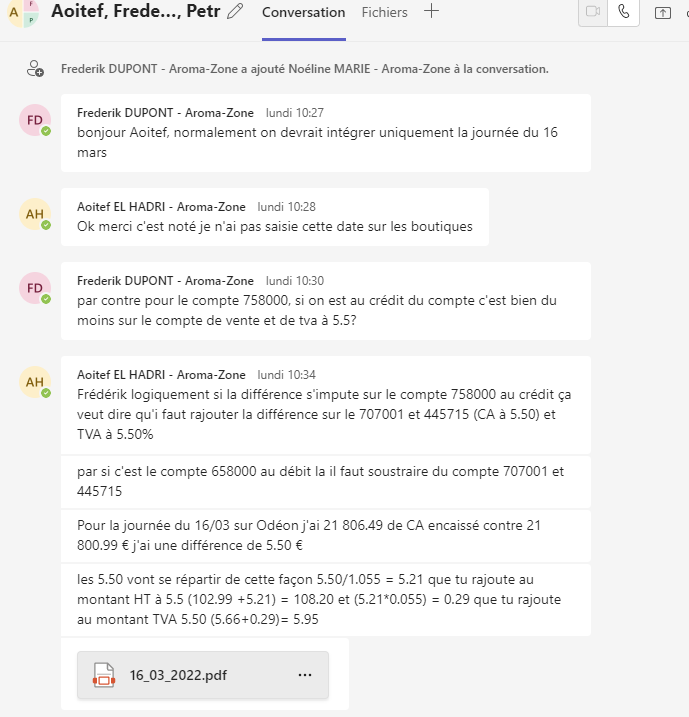 A
F
P
Aoitef, Frede..., Petr
Conversation
Fichiers
Frederik DUPONT - Aroma-Zone a ajouté Noéline MARIE - Aroma-Zone à la conversation.
FD
Frederik DUPONT - Aroma-Zone lundi 10:27
bonjour Aoitef, normalement on devrait intégrer uniquement la journée du 16
mars
AH
Aoitef EL HADRI - Aroma-Zone lundi 10:28
Ok merci c'est noté je n'ai pas saisie cette date sur les boutiques
FD
Frederik DUPONT - Aroma-Zone lundi 10:30
par contre pour le compte 758000, si on est au crédit du compte c'est bien du
moins sur le compte de vente et de tva à 5.5?
AH
Aoitef EL HADRI - Aroma-Zone lundi 10:34
Frédérik logiquement si la différence s'impute sur le compte 758000 au crédit ça
veut dire qu'i faut rajouter la différence sur le 707001 et 445715 (CA à 5.50) et
TVA à 5.50%
par si c'est le compte 658000 au débit la il faut soustraire du compte 707001 et
445715
Pour la journée du 16/03 sur Odéon j'ai 21 806.49 de CA encaissé contre 21
800.99 € j'ai une différence de 5.50 €
les 5.50 vont se répartir de cette façon 5.50/1.055 = 5.21 que tu rajoute au
montant HT à 5.5 (102.99 +5.21) = 108.20 et (5.21*0.055) = 0.29 que tu rajoute
au montant TVA 5.50 (5.66+0.29)= 5.95
16_03_2022.pdf